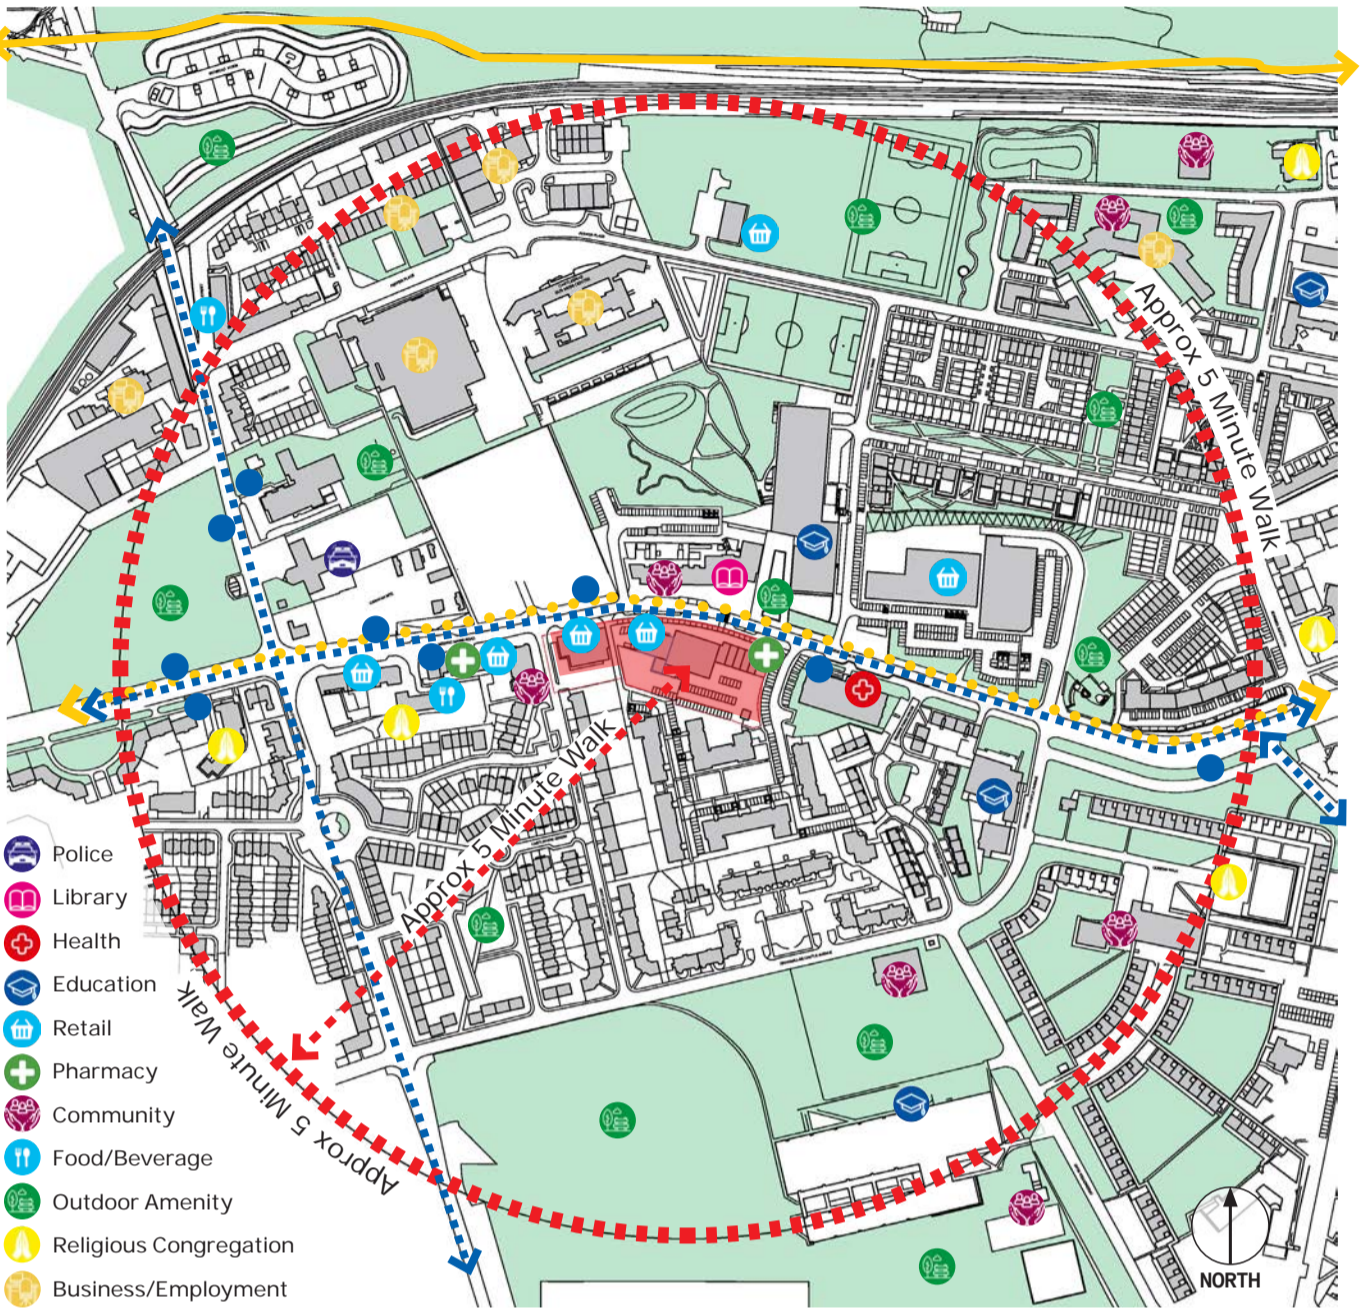 Approx 5 Minute Walk
Approx 5 Minute Walk
Approx 5 Minute Walk
Police
Library
Health
Education
Retail
Pharmacy
Community
Food/Beverage
Outdoor Amenity
Religious Congregation
Business/Employment
NORTH